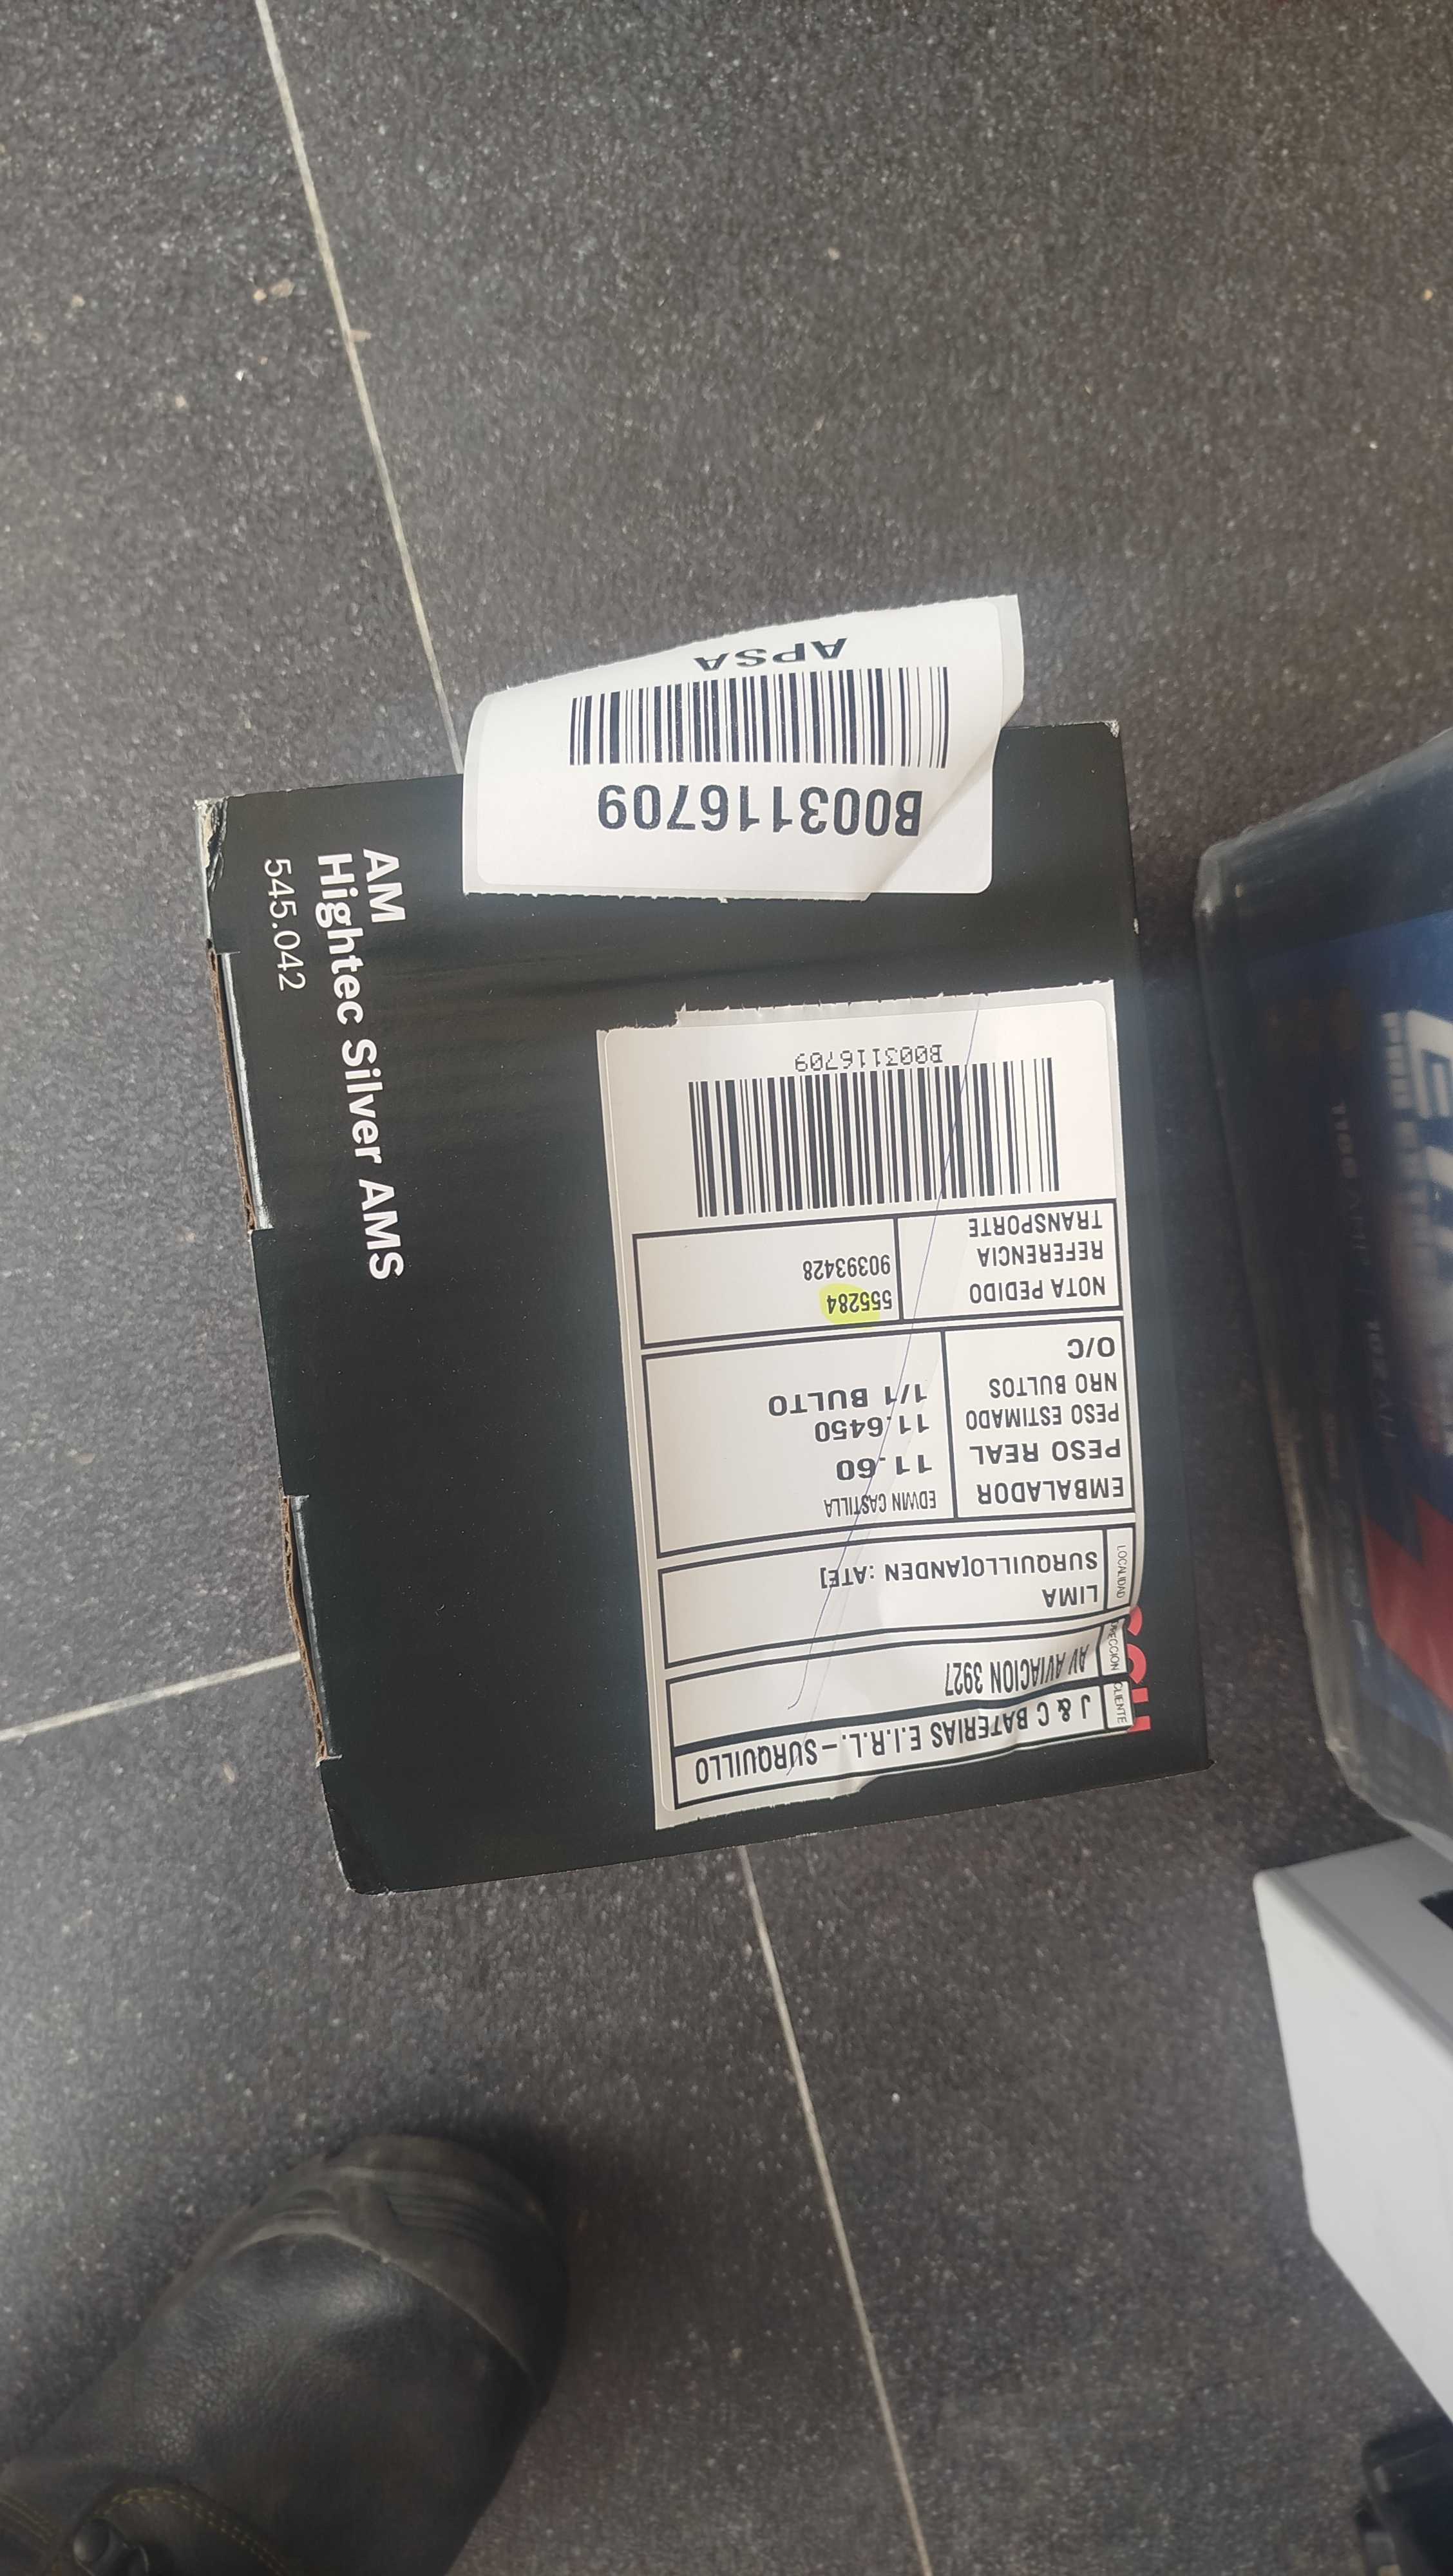 APSA
B003116709
AM
Hightec Silver AMS
545.042
J & C BATERIAS E.I.R.L.-SURQUILLO
CLIENTE
AV AVIACION 3927
LIMA
SURQUILLO[ANDEN :ATE]
LOCALIDAD
EMBALADOR EDWIN CASTILLA
PESO REAL 11.60
PESO ESTIMADO 11.6450
NRO BULTOS 1/1 BULTO
O/C
NOTA PEDIDO 555284
REFERENCIA 90393428
TRANSPORTE
B003116709